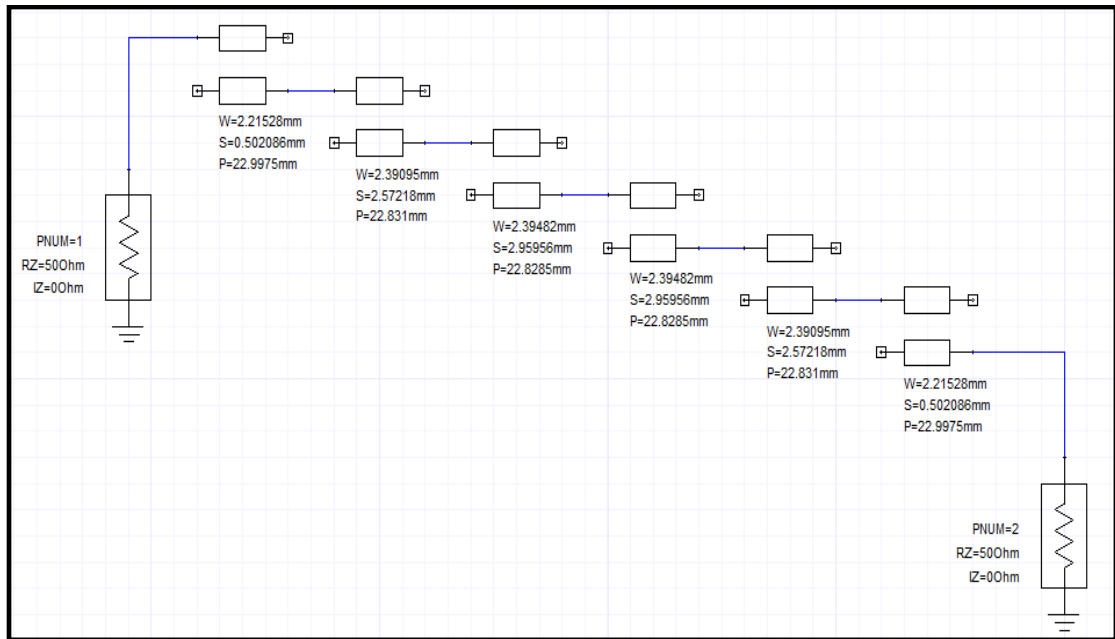 W=2.21528mm
S=0.502086mm
P=22.9975mm
W=2.39095mm
S=2.57218mm
P=22.831mm
W=2.39482mm
S=2.95956mm
P=22.8285mm
PNUM=1
RZ=50Ohm
IZ=0Ohm
W=2.39482mm
S=2.95956mm
P=22.8285mm
W=2.39095mm
S=2.57218mm
P=22.831mm
W=2.21528mm
S=0.502086mm
P=22.9975mm
PNUM=2
RZ=50Ohm
IZ=0Ohm